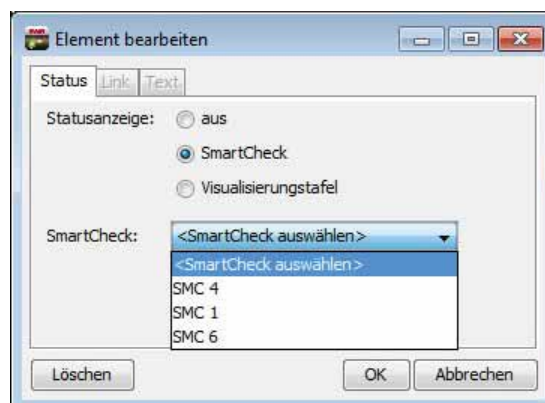 Element bearbeiten
Status Link Text
Statusanzeige: aus
SmartCheck
Visualisierungstafel
SmartCheck: <SmartCheck auswählen>
<SmartCheck auswählen>
SMC 4
SMC 1
SMC 6
Löschen OK Abbrechen